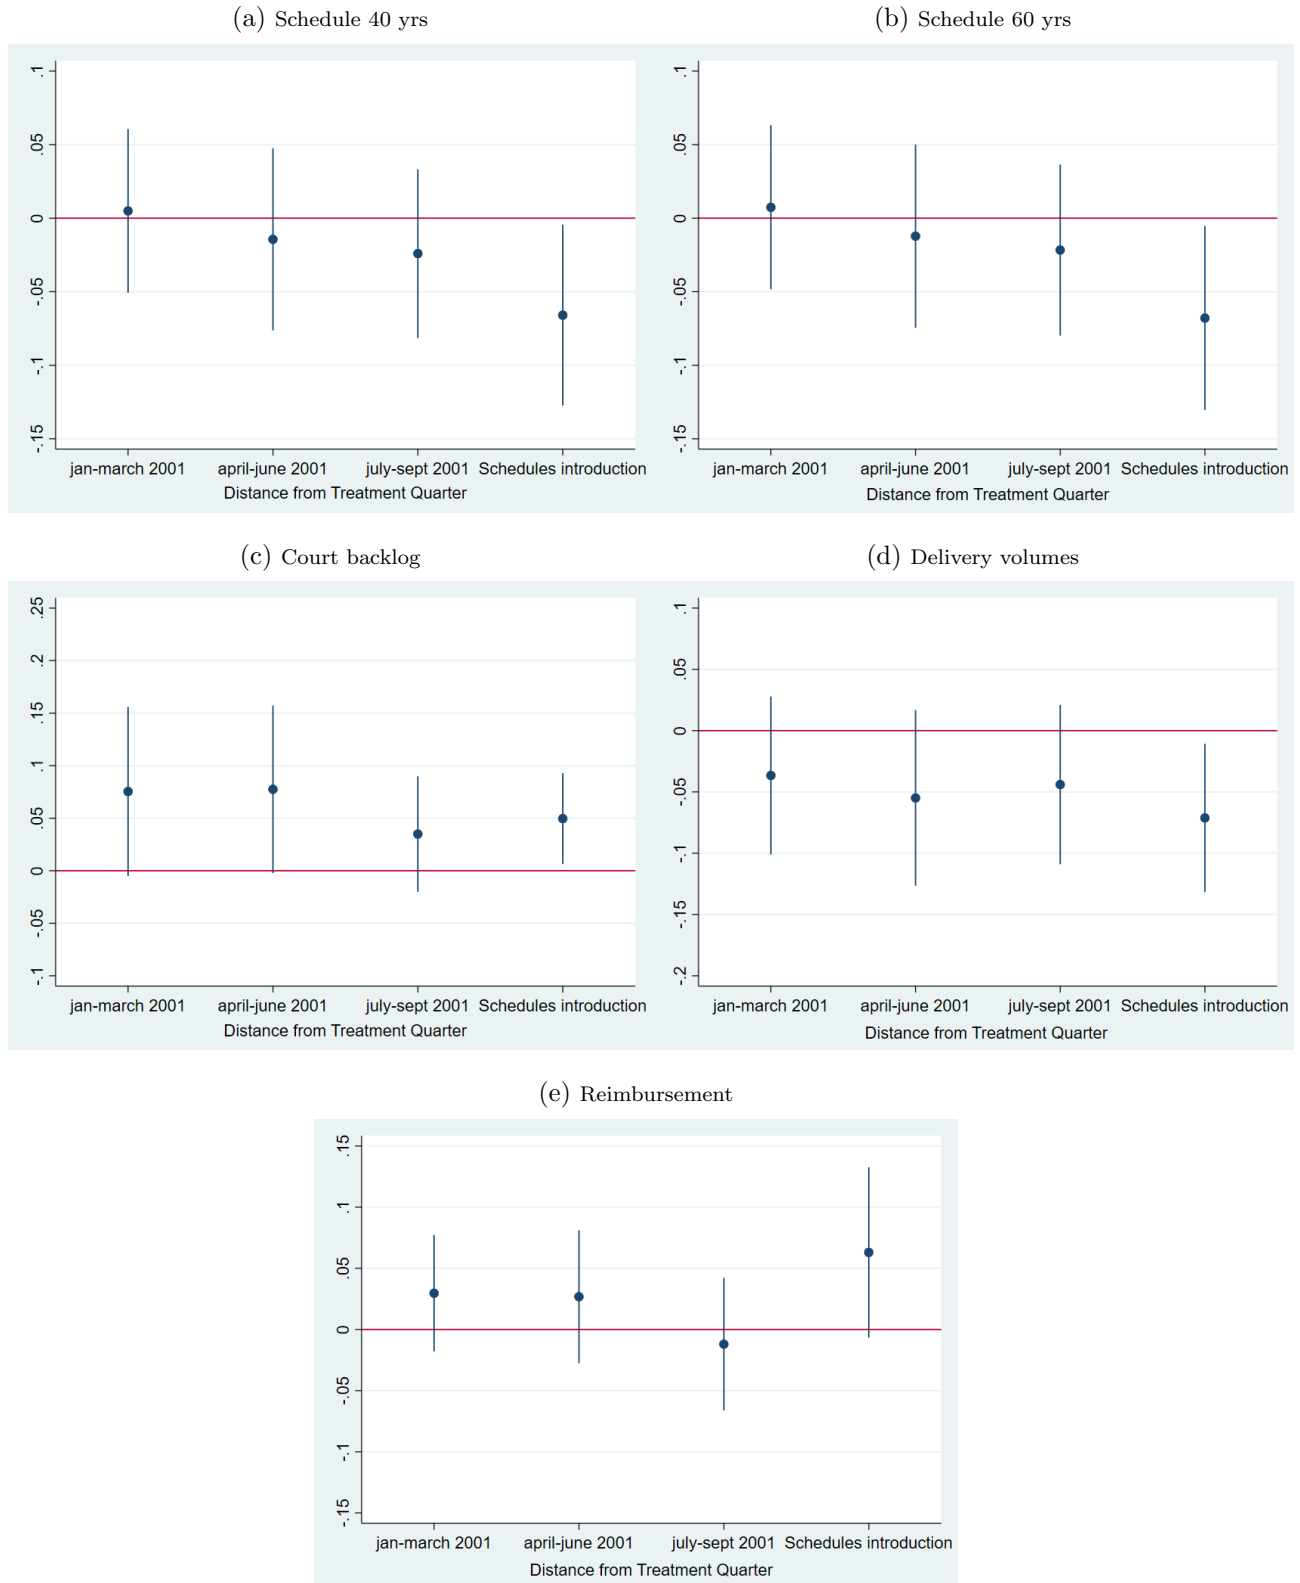 (a) Schedule 40 yrs
.1
.05
0
-.05
-.1
-.15
jan-march 2001 april-june 2001 july-sept 2001 Schedules introduction
Distance from Treatment Quarter
(b) Schedule 60 yrs
.1
.05
0
-.05
-.1
-.15
jan-march 2001 april-june 2001 july-sept 2001 Schedules introduction
Distance from Treatment Quarter
(c) Court backlog
.25
.2
.15
.1
.05
0
-.05
-.1
jan-march 2001 april-june 2001 july-sept 2001 Schedules introduction
Distance from Treatment Quarter
(d) Delivery volumes
.1
.05
0
-.05
-.1
-.15
-.2
jan-march 2001 april-june 2001 july-sept 2001 Schedules introduction
Distance from Treatment Quarter
(e) Reimbursement
.15
.1
.05
0
-.05
-.1
-.15
jan-march 2001 april-june 2001 july-sept 2001 Schedules introduction
Distance from Treatment Quarter